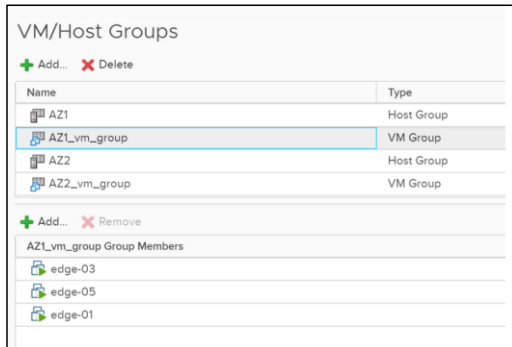 VM/Host Groups
Add... Delete
Name Type
AZ1 Host Group
AZ1_vm_group VM Group
AZ2 Host Group
AZ2_vm_group VM Group
Add... Remove
AZ1_vm_group Group Members
edge-03
edge-05
edge-01